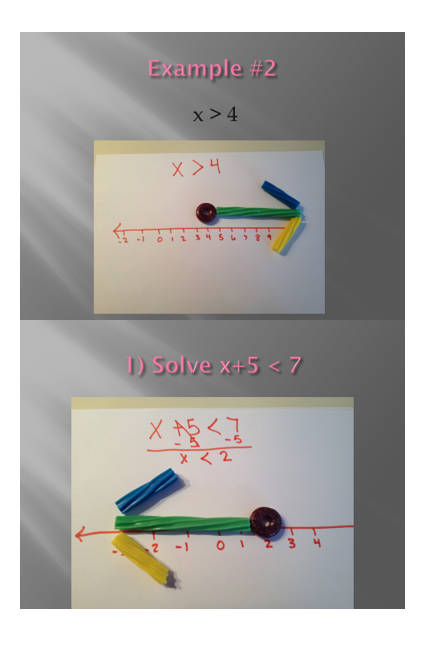 Example #2
x > 4
X > 4
-2 -1 0 1 2 3 4 5 6 7 8 9
1) Solve x+5 < 7
X +5 < 7
- 5 -5
x < 2
-2 -1 0 1 2 3 4